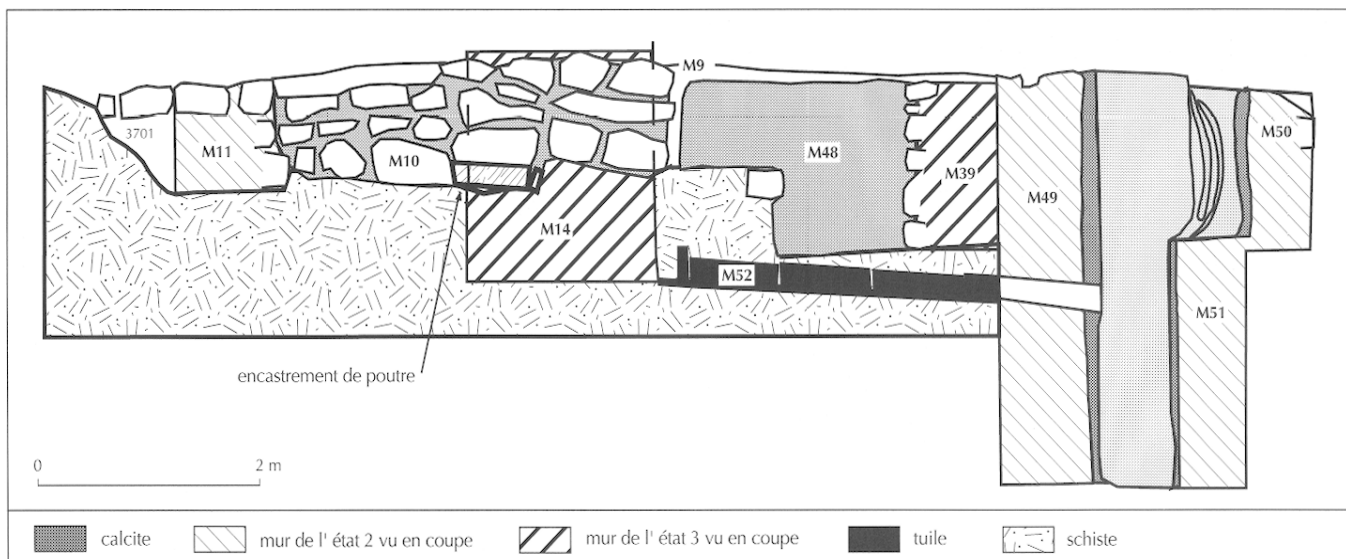 M9
3701
M11
M10
M48
M39
M50
M49
M14
M52
M51
encastrement de poutre
0 2 m
calcite mur de l' état 2 vu en coupe mur de l' état 3 vu en coupe tuile schiste